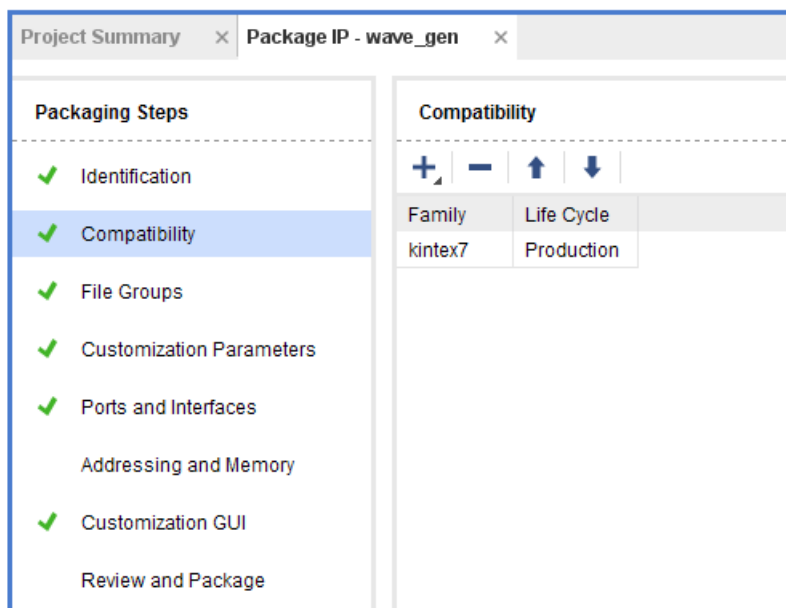 Project Summary
Package IP - wave_gen
Packaging Steps
Identification
Compatibility
File Groups
Customization Parameters
Ports and Interfaces
Addressing and Memory
Customization GUI
Review and Package
Compatibility
Family Life Cycle
kintex7 Production